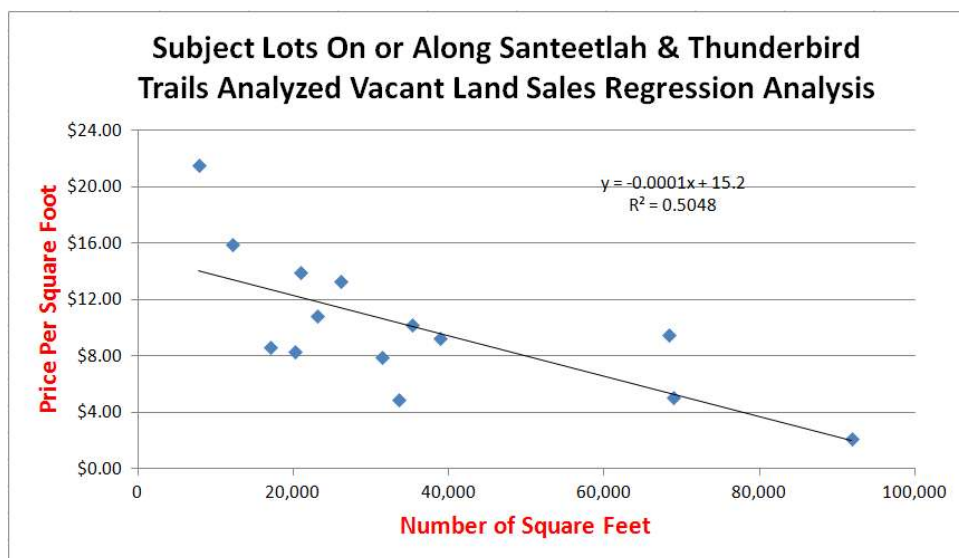 Subject Lots On or Along Santeetlah & Thunderbird
Trails Analyzed Vacant Land Sales Regression Analysis
$24.00
$20.00
$16.00
$12.00
$8.00
$4.00
$0.00
Price Per Square Foot
y = -0.0001x + 15.2
R² = 0.5048
0
20,000
40,000
60,000
80,000
100,000
Number of Square Feet